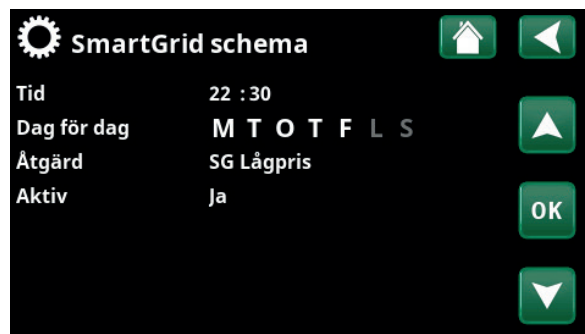 SmartGrid schema
Tid 22 :30
Dag för dag M T O T F L S
Åtgärd SG Lågpris
Aktiv Ja
OK